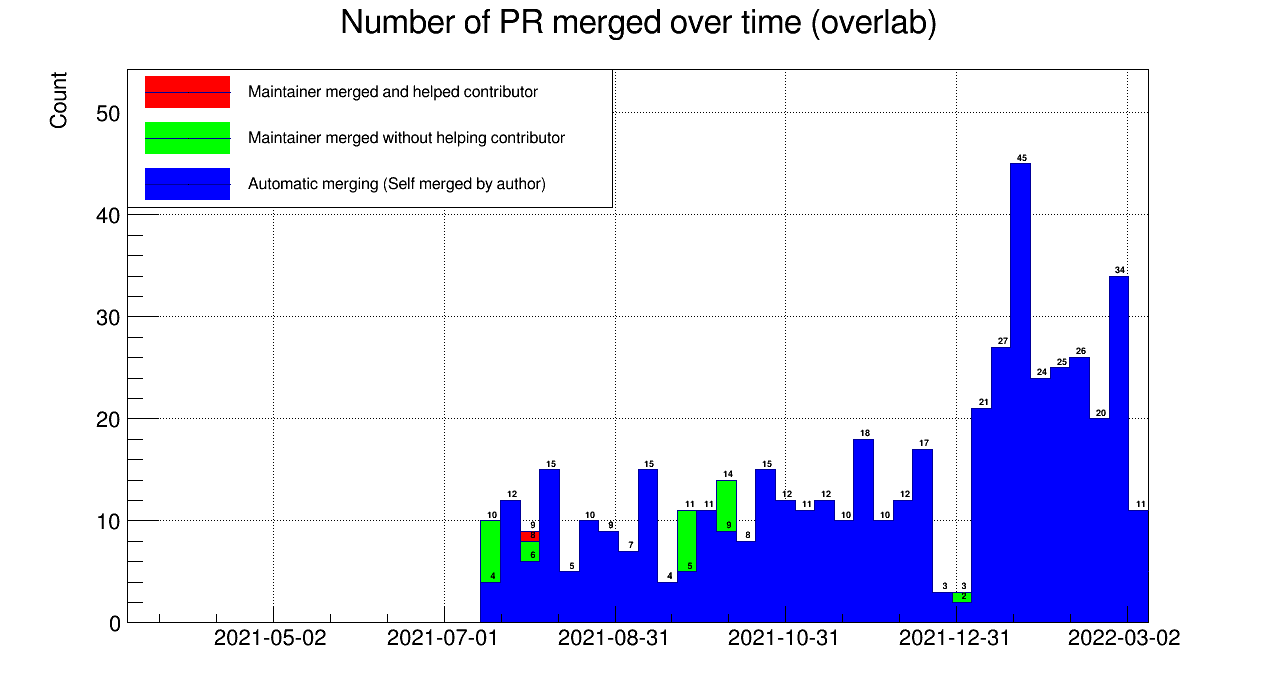 Number of PR merged over time (overlab)
Count
Maintainer merged and helped contributor
Maintainer merged without helping contributor
Automatic merging (Self merged by author)
50
40
30
20
10
0
10 4 12 9 8 6 15 5 10 9 7 15 4 11 5 11 14 9 8 15 12 11 12 10 18 10 12 17 3 3 2 21 27 45 24 25 26 20 34 11
2021-05-02 2021-07-01 2021-08-31 2021-10-31 2021-12-31 2022-03-02